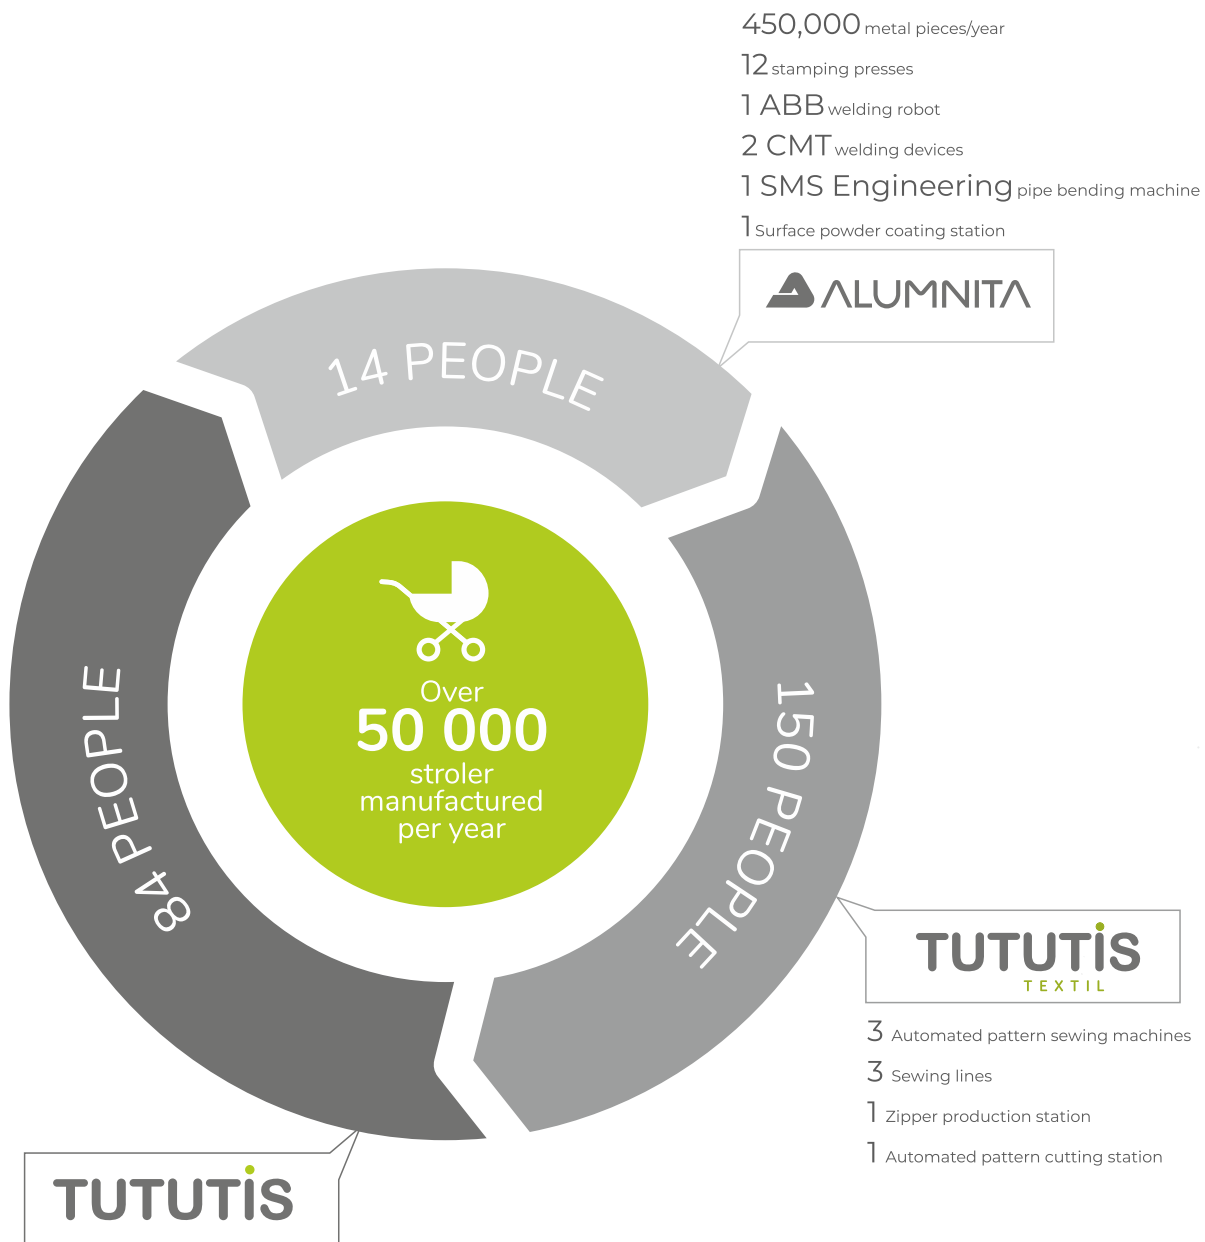 450,000 metal pieces/year
12 stamping presses
1 ABB welding robot
2 CMT welding devices
1 SMS Engineering pipe bending machine
1 Surface powder coating station
ALUMNITA
14 PEOPLE
84 PEOPLE
150 PEOPLE
Over
50 000
stroler
manufactured
per year
TUTUTIS
TEXTIL
3 Automated pattern sewing machines
3 Sewing lines
1 Zipper production station
1 Automated pattern cutting station
TUTUTIS